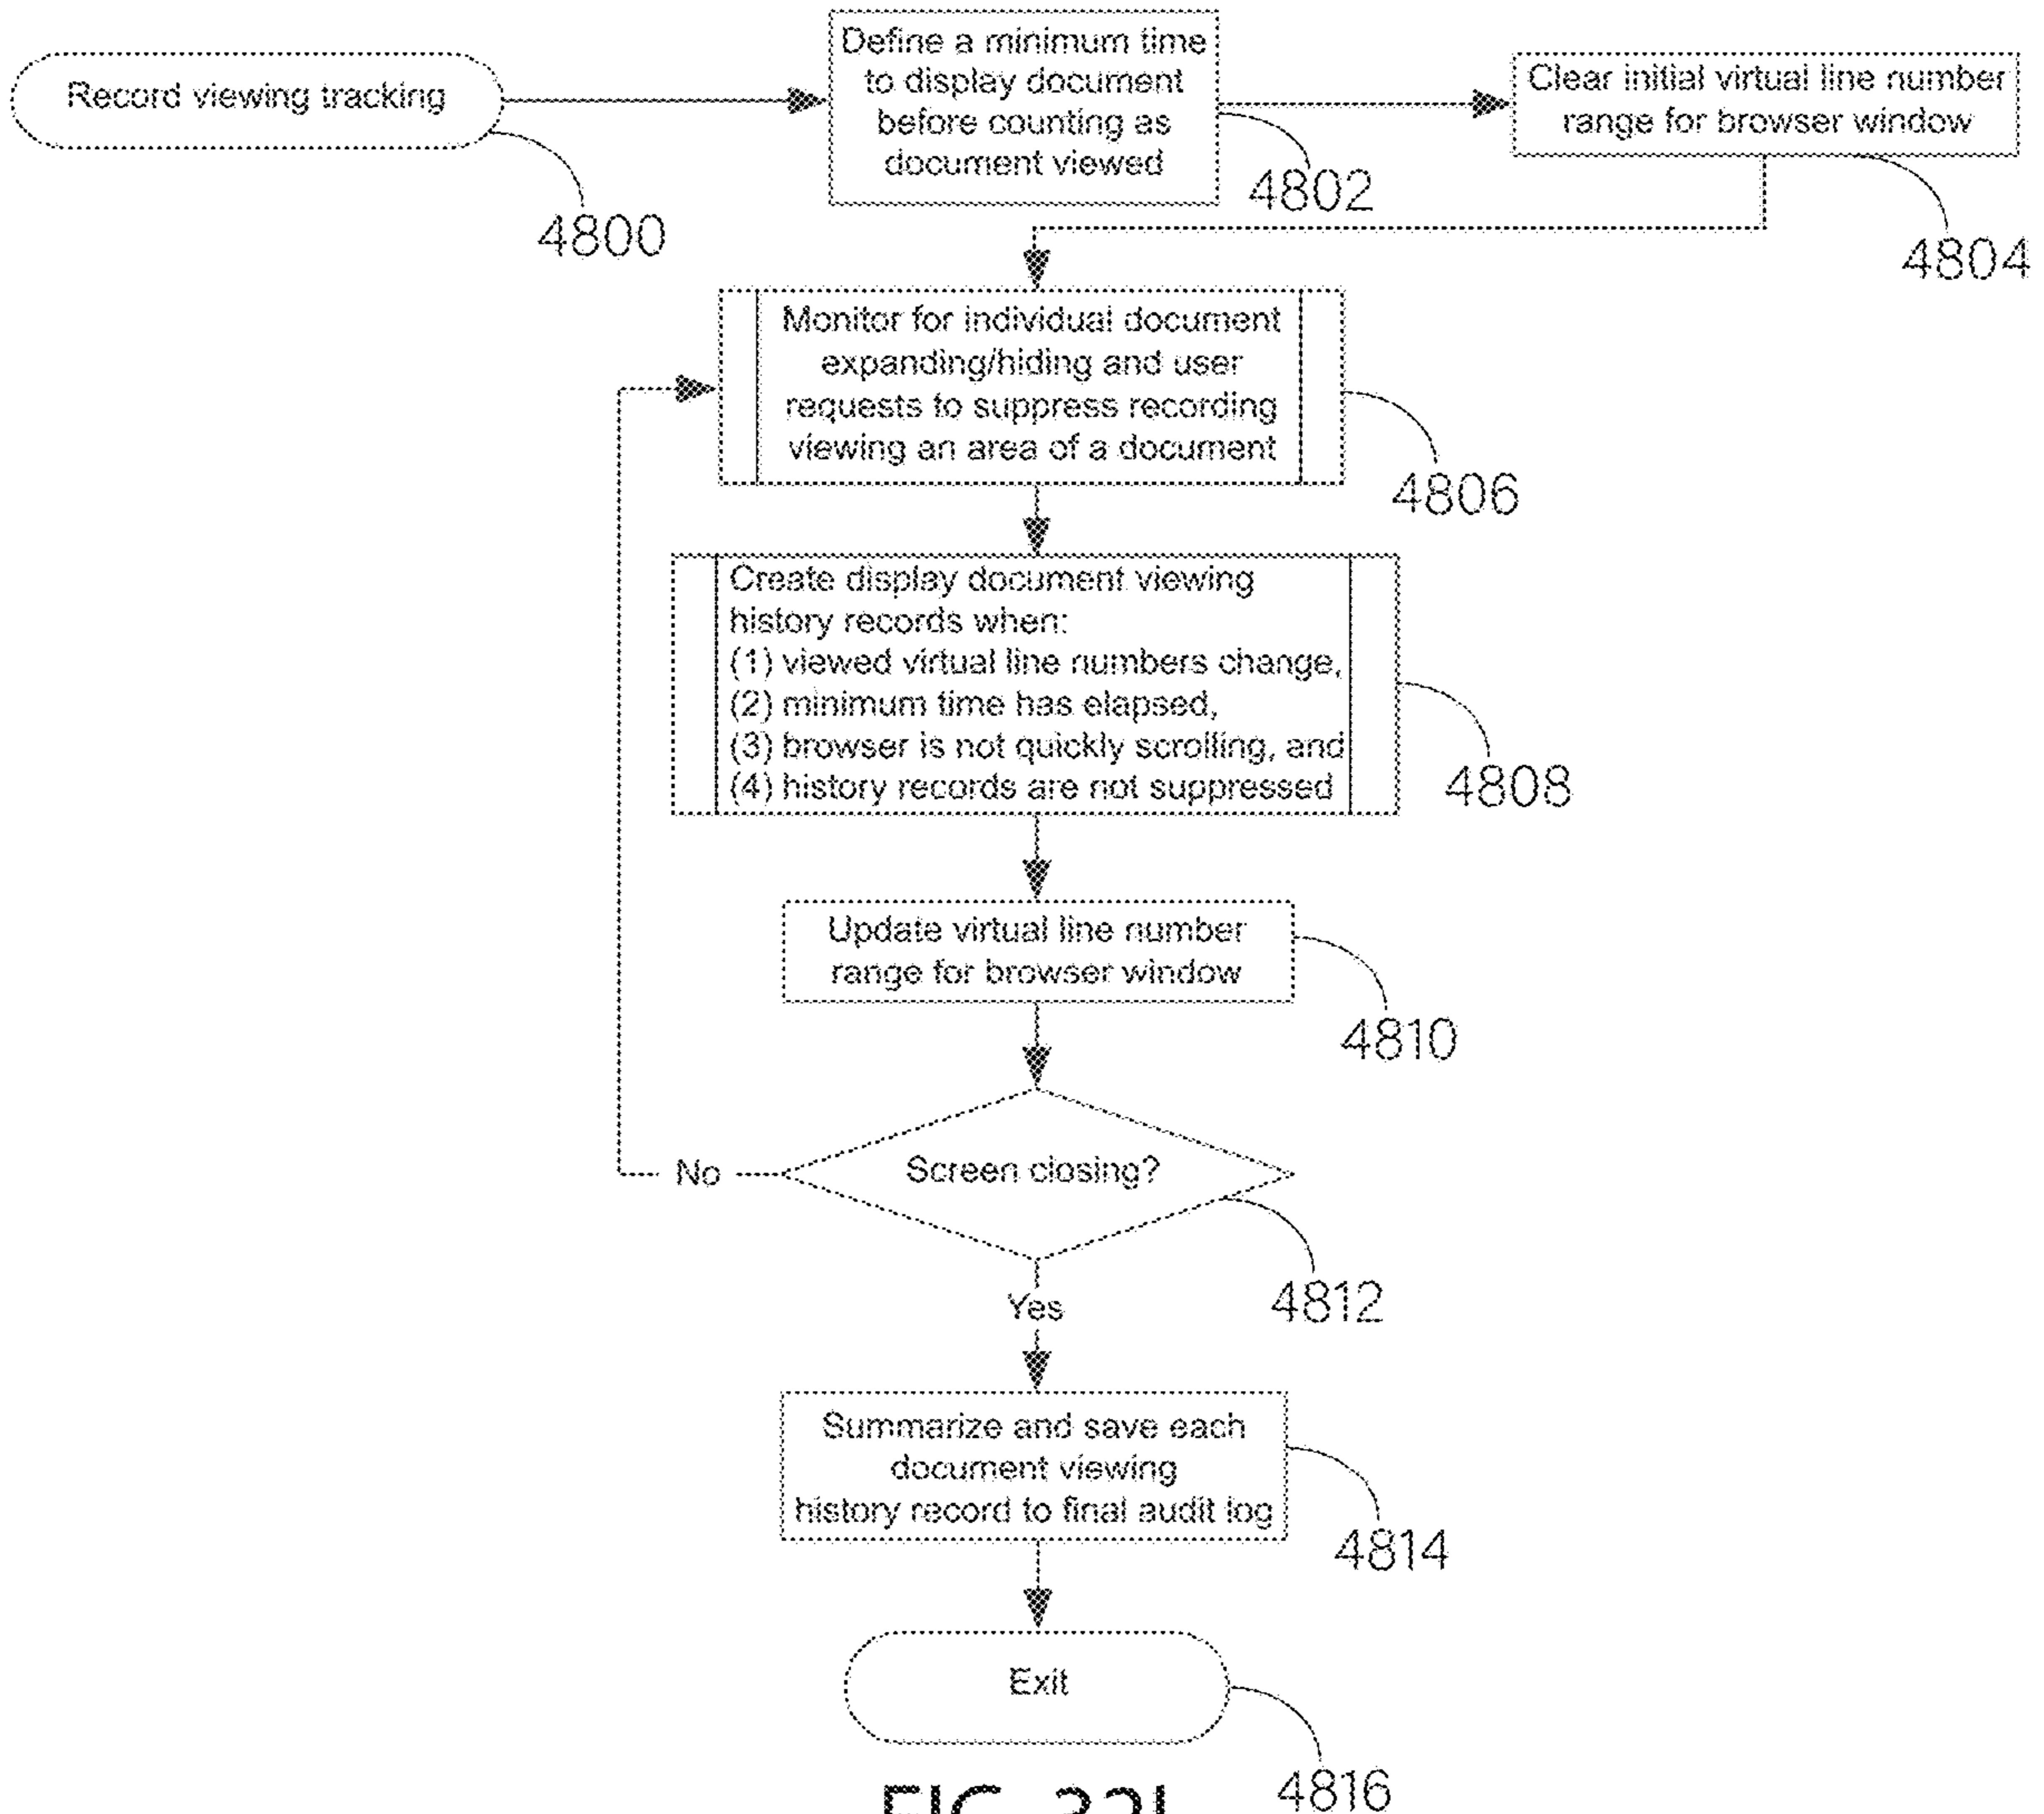 Record viewing tracking
4800
Define a minimum time
to display document
before counting as
document viewed
4802
Clear initial virtual line number
range for browser window
4804
Monitor for individual document
expanding/hiding and user
requests to suppress recording
viewing an area of a document
4806
Create display document viewing
history records when:
(1) viewed virtual line numbers change,
(2) minimum time has elapsed,
(3) browser is not quickly scrolling, and
(4) history records are not suppressed
4808
Update virtual line number
range for browser window
4810
Screen closing?
No
4812
Yes
Summarize and save each
document viewing
history record to final audit log
4814
Exit
4816
FIG.